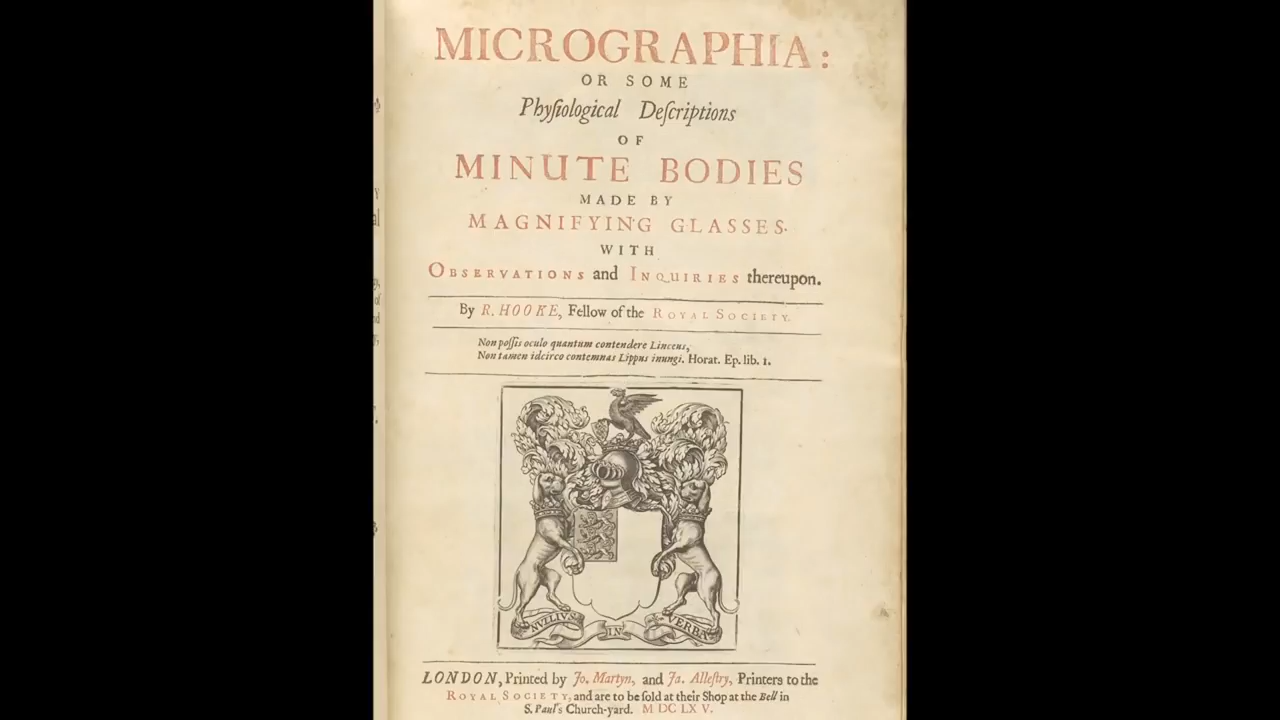 MICROGRAPHIA:
OR SOME
Phyſiological Deſcriptions
OF
MINUTE BODIES
MADE BY
MAGNIFYING GLASSES.
WITH
OBSERVATIONS and INQUIRIES thereupon.
By R. HOOKE, Fellow of the ROYAL SOCIETY.
Non poſſis oculo quantum contendere Linceus,
Non tamen idcirco contemnas Lippus inungi. Horat. Ep. lib. 1.
NVLLIVS IN VERBA
LONDON, Printed by Jo. Martyn, and Ja. Alleſtry, Printers to the
ROYAL SOCIETY, and are to be ſold at their Shop at the Bell in
S. Paul's Church-yard. M DC LX V.